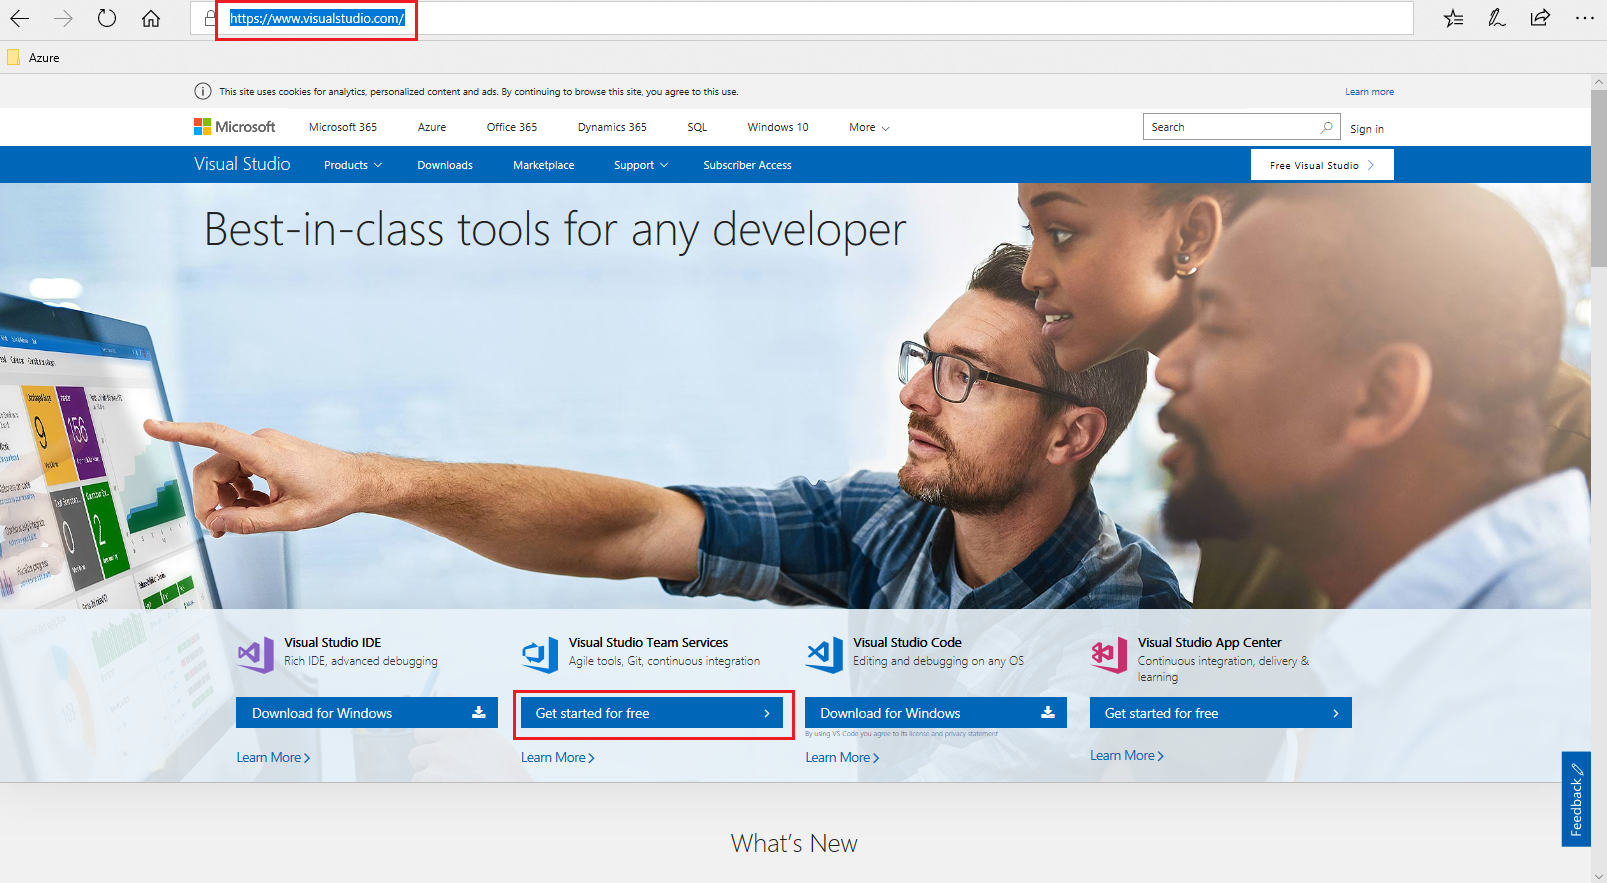 https://www.visualstudio.com/
Azure
This site uses cookies for analytics, personalized content and ads. By continuing to browse this site, you agree to this use.
Learn more
Microsoft
Microsoft 365
Azure
Office 365
Dynamics 365
SQL
Windows 10
More
Search
Sign in
Visual Studio
Products
Downloads
Marketplace
Support
Subscriber Access
Free Visual Studio
Best-in-class tools for any developer
9
156
0
2
Visual Studio IDE
Rich IDE, advanced debugging
Download for Windows
Learn More
Visual Studio Team Services
Agile tools, Git, continuous integration
Get started for free
Learn More
Visual Studio Code
Editing and debugging on any OS
Download for Windows
By using VS Code you agree to its license and privacy statement
Learn More
Visual Studio App Center
Continuous integration, delivery &
learning
Get started for free
Learn More
Feedback
What's New